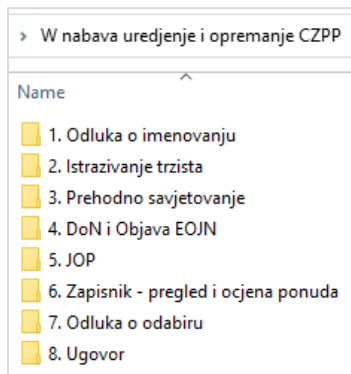 W nabava uredjenje i opremanje CZPP
Name
1. Odluka o imenovanju
2. Istrazivanje trzista
3. Prehodno savjetovanje
4. DoN i Objava EOJN
5. JOP
6. Zapisnik - pregled i ocjena ponuda
7. Odluka o odabiru
8. Ugovor